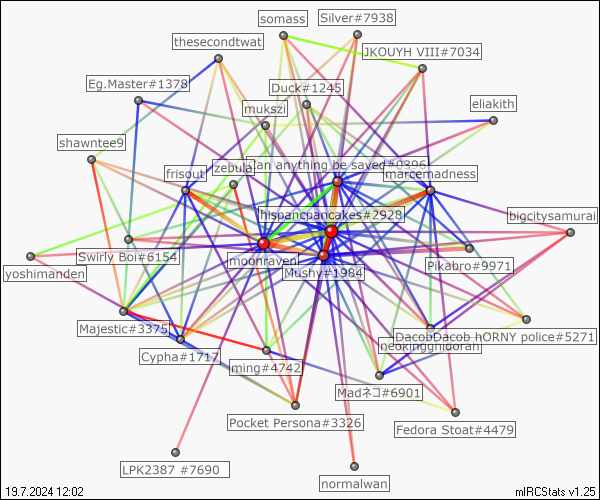 somass
Silver#7938
thesecondtwat
JKOUYH VIII#7034
Eg.Master#1378
Duck#1245
mukszi
eliakith
shawntee9
frisout
zebula
an anything be saved#0396
marcemadness
hispanicpancakes#2928
bigcitysamurai
yoshimanden
Swirly Boi#6154
moonraven
Mushy#1984
Pikabro#9971
Majestic#3375
DacobDacob hORNY police#5271
neokingghidorah
Cypha#1717
ming#4742
Madネコ#6901
Pocket Persona#3326
Fedora Stoat#4479
LPK2387 #7690
normalwan
19.7.2024 12:02
mIRCStats v1.25